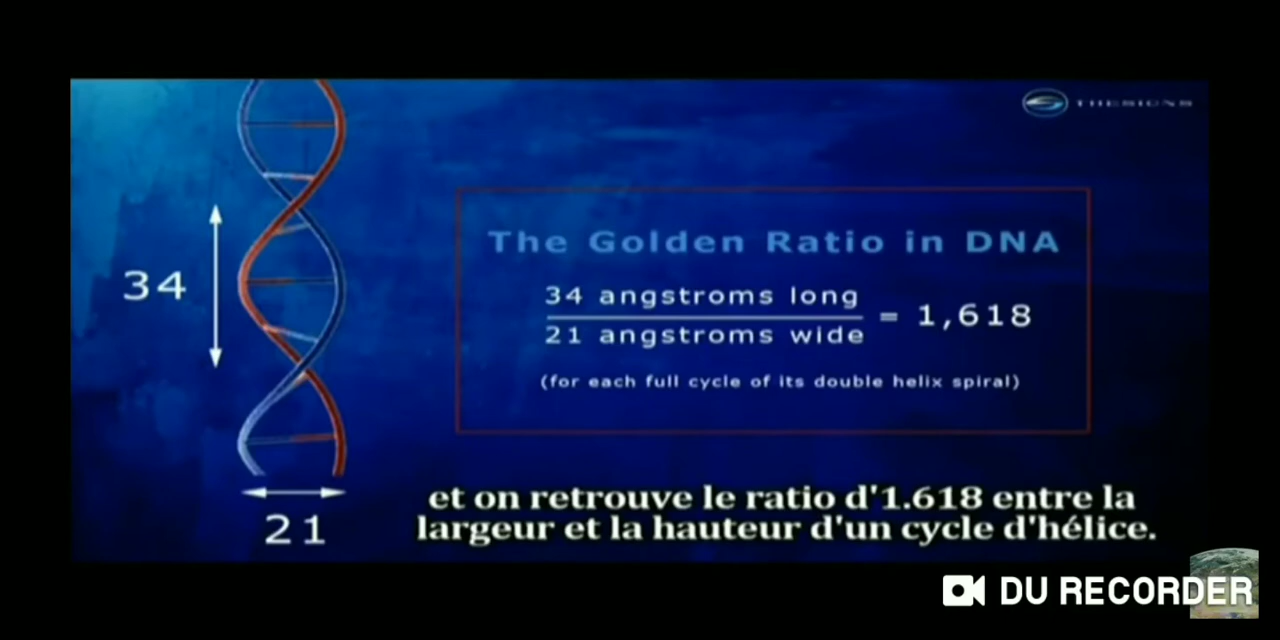 THESIGNS
The Golden Ratio in DNA
34
34 angstroms long
21 angstroms wide
= 1,618
(for each full cycle of its double helix spiral)
21
et on retrouve le ratio d'1.618 entre la
largeur et la hauteur d'un cycle d'hélice.
DU RECORDER